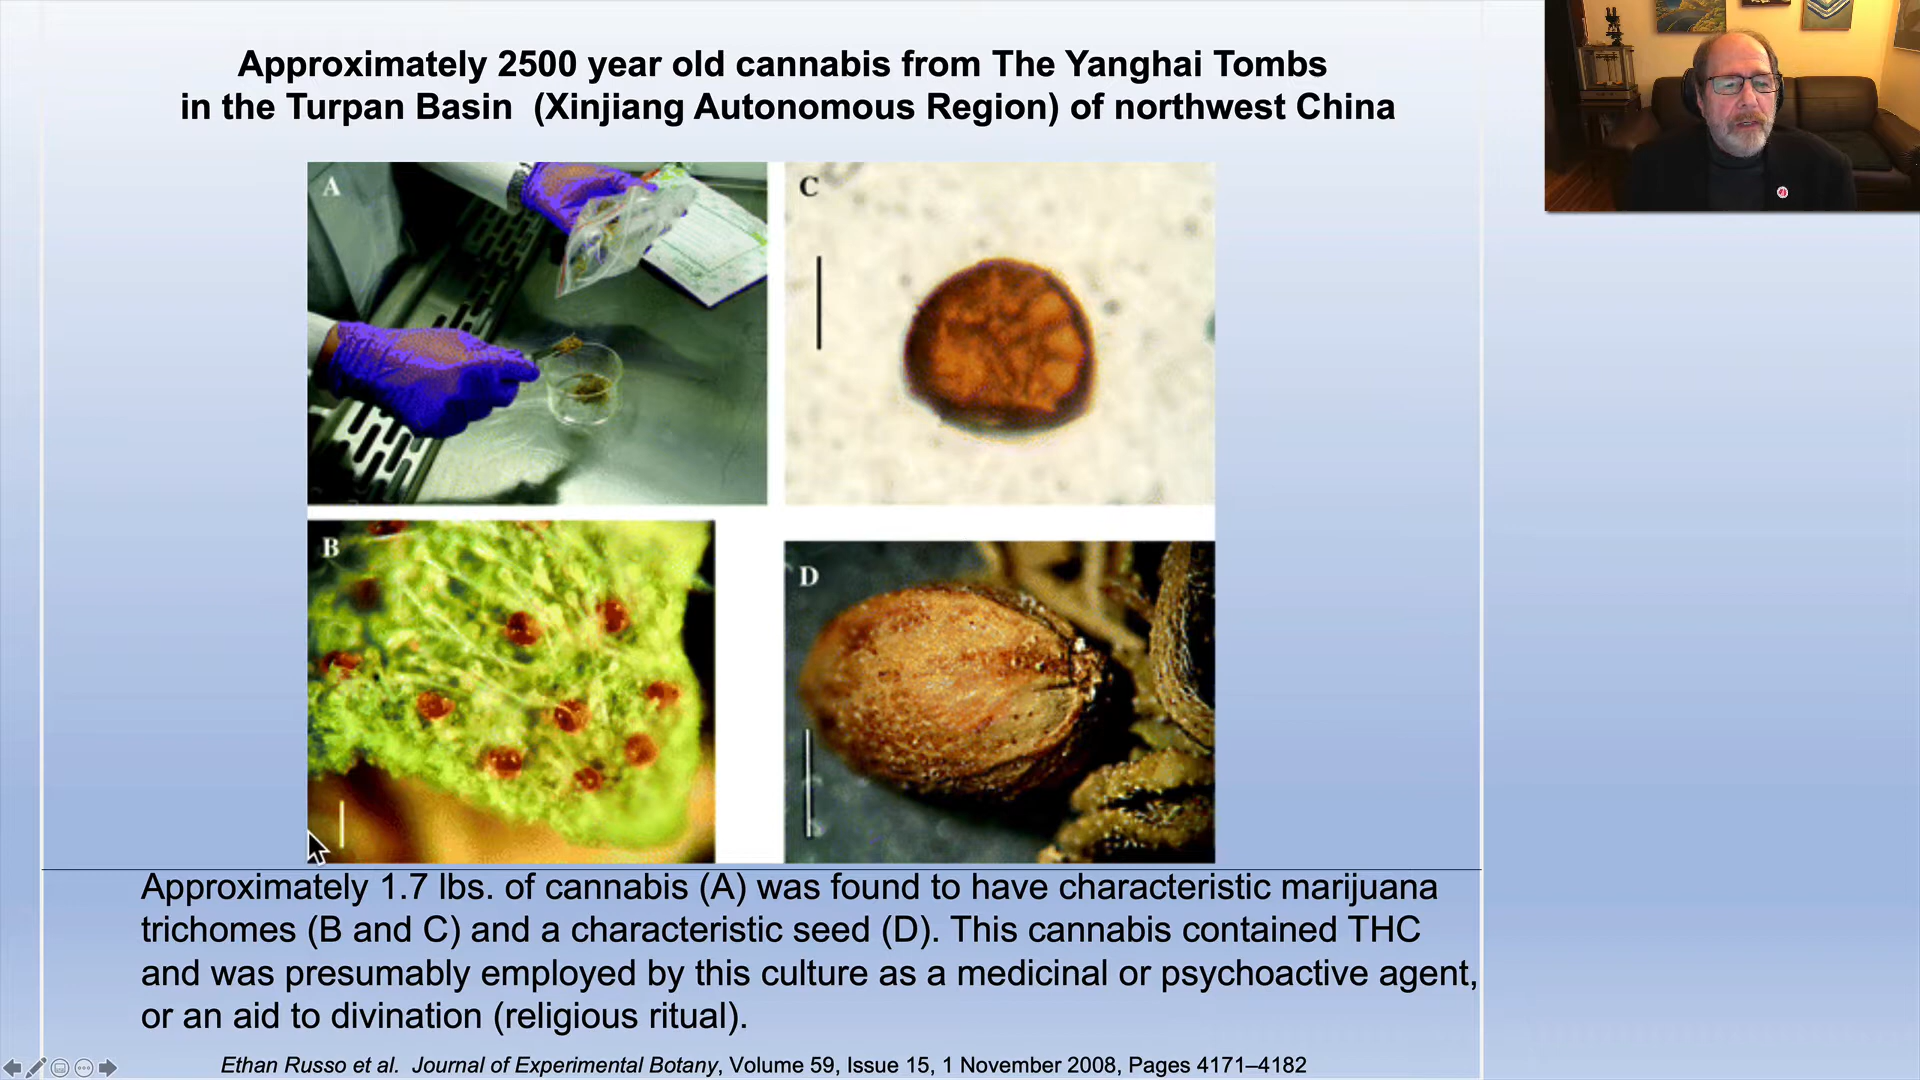 Approximately 2500 year old cannabis from The Yanghai Tombs
in the Turpan Basin (Xinjiang Autonomous Region) of northwest China
A
C
B
D
Approximately 1.7 lbs. of cannabis (A) was found to have characteristic marijuana
trichomes (B and C) and a characteristic seed (D). This cannabis contained THC
and was presumably employed by this culture as a medicinal or psychoactive agent,
or an aid to divination (religious ritual).
Ethan Russo et al. Journal of Experimental Botany, Volume 59, Issue 15, 1 November 2008, Pages 4171–4182